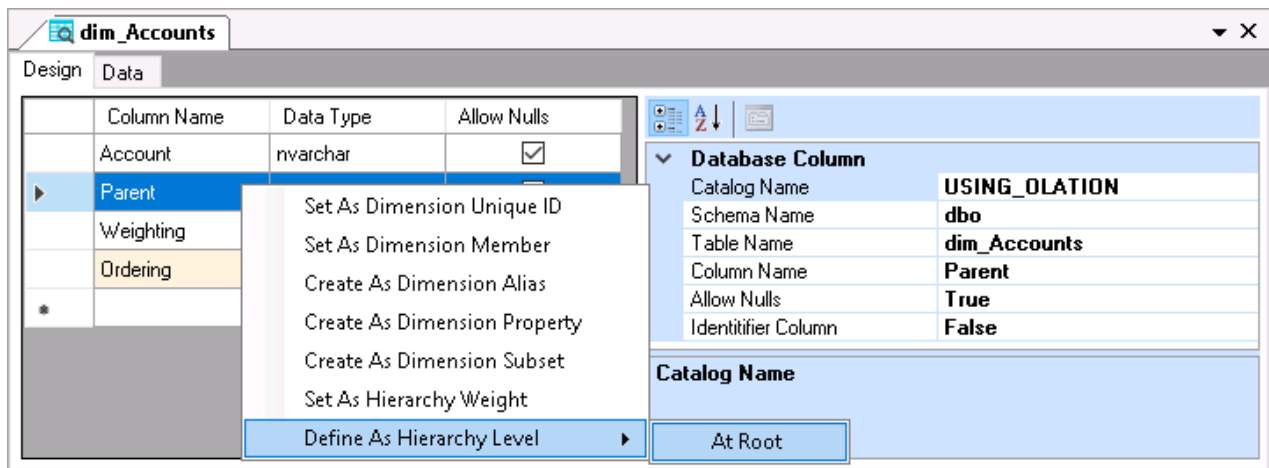 dim_Accounts
Design Data
Column Name Data Type Allow Nulls
Account nvarchar
Parent
Weighting
Ordering
Set As Dimension Unique ID
Set As Dimension Member
Create As Dimension Alias
Create As Dimension Property
Create As Dimension Subset
Set As Hierarchy Weight
Define As Hierarchy Level
At Root
Database Column
Catalog Name USING_OLATION
Schema Name dbo
Table Name dim_Accounts
Column Name Parent
Allow Nulls True
Identitifier Column False
Catalog Name